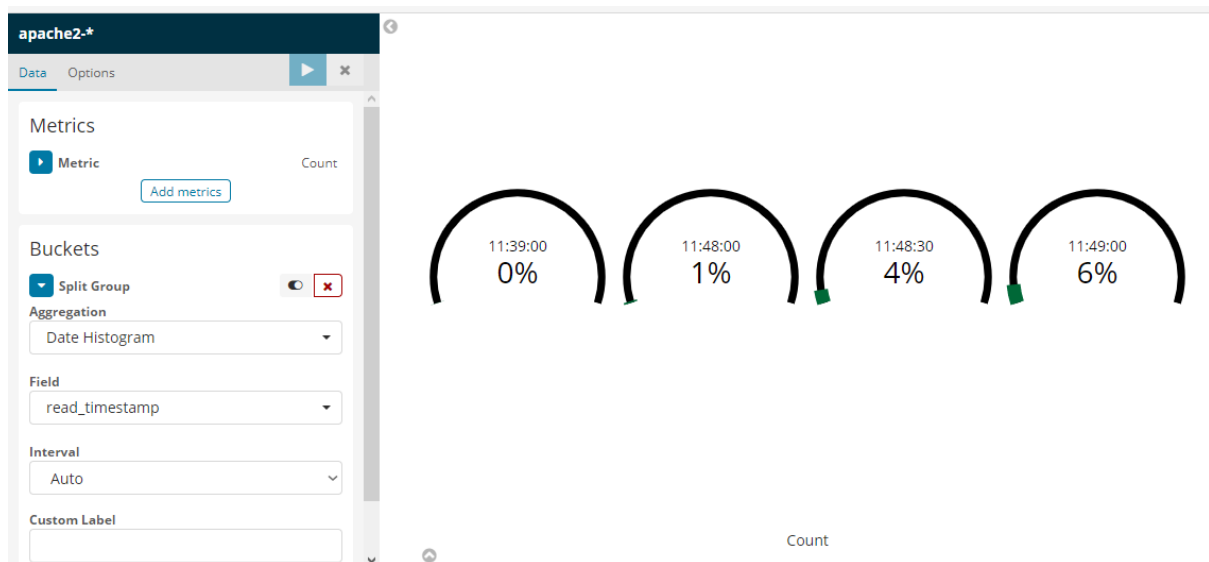 apache2-*
Data Options
Metrics
Metric Count
Add metrics
Buckets
Split Group
Aggregation
Date Histogram
Field
read_timestamp
Interval
Auto
Custom Label
11:39:00
0%
11:48:00
1%
11:48:30
4%
11:49:00
6%
Count